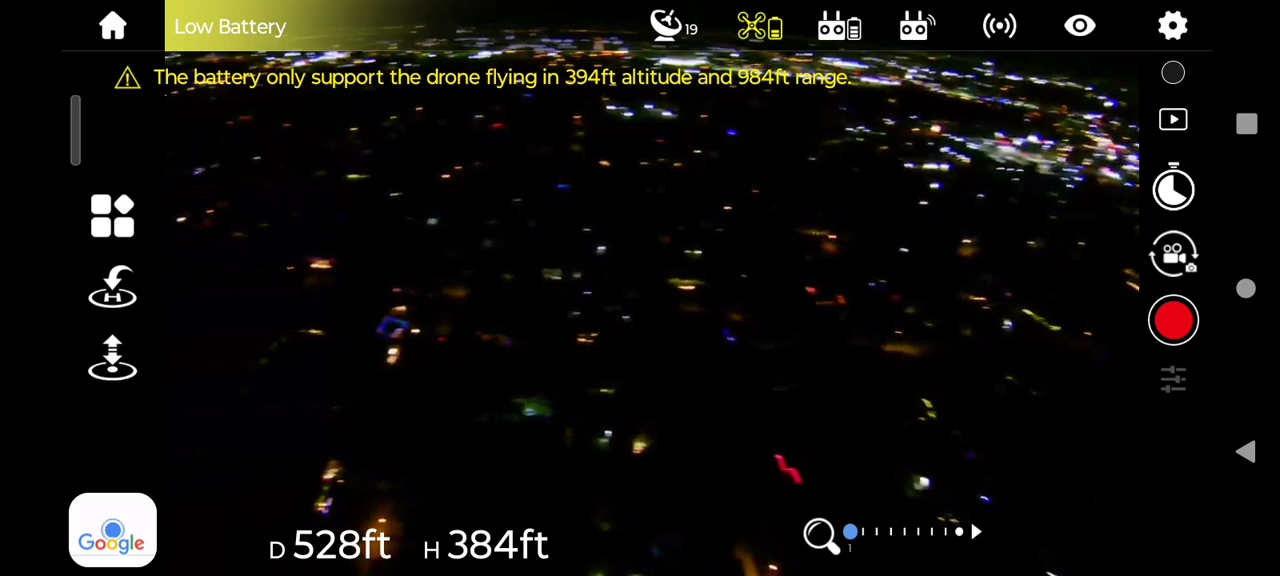 Low Battery
19
The battery only support the drone flying in 394ft altitude and 984ft range.
H
Google
D 528ft H 384ft
1